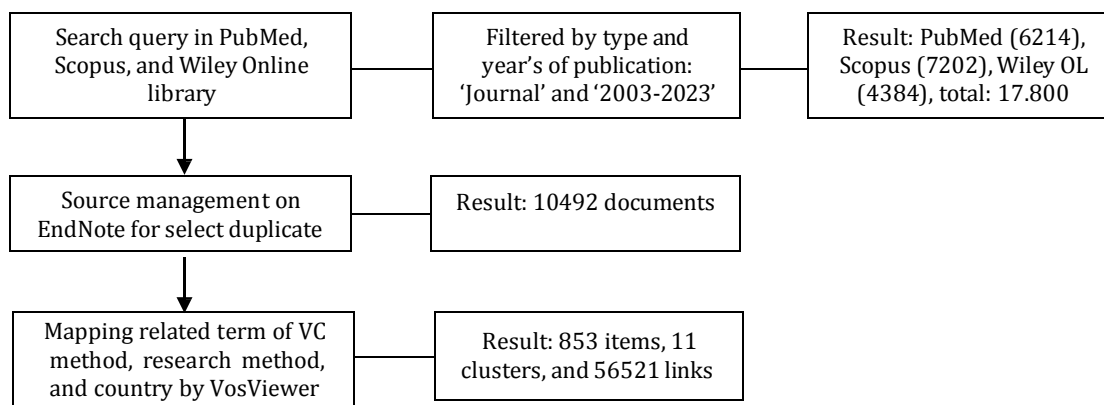 Search query in PubMed,
Scopus, and Wiley Online
library
Filtered by type and
year's of publication:
'Journal' and '2003-2023'
Result: PubMed (6214),
Scopus (7202), Wiley OL
(4384), total: 17.800
Source management on
EndNote for select duplicate
Result: 10492 documents
Mapping related term of VC
method, research method,
and country by VosViewer
Result: 853 items, 11
clusters, and 56521 links